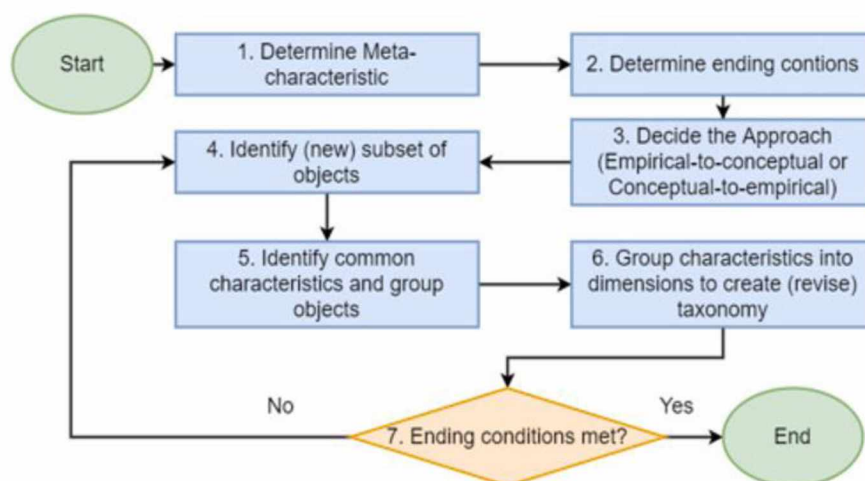 Start
1. Determine Meta-
characteristic
2. Determine ending contions
3. Decide the Approach
(Empirical-to-conceptual or
Conceptual-to-empirical)
4. Identify (new) subset of
objects
5. Identify common
characteristics and group
objects
6. Group characteristics into
dimensions to create (revise)
taxonomy
7. Ending conditions met?
No
Yes
End